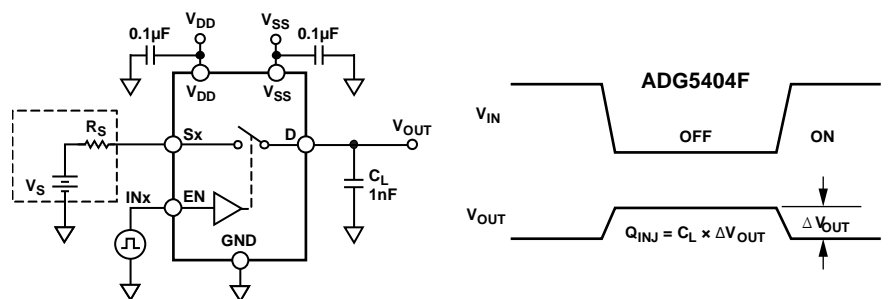 VDD
VSS
0.1µF
0.1µF
VDD
VSS
ADG5404F
RS
Sx
D
VOUT
VIN
OFF
ON
VS
INx
EN
CL
1nF
VOUT
QINJ = CL × ΔVOUT
ΔVOUT
GND